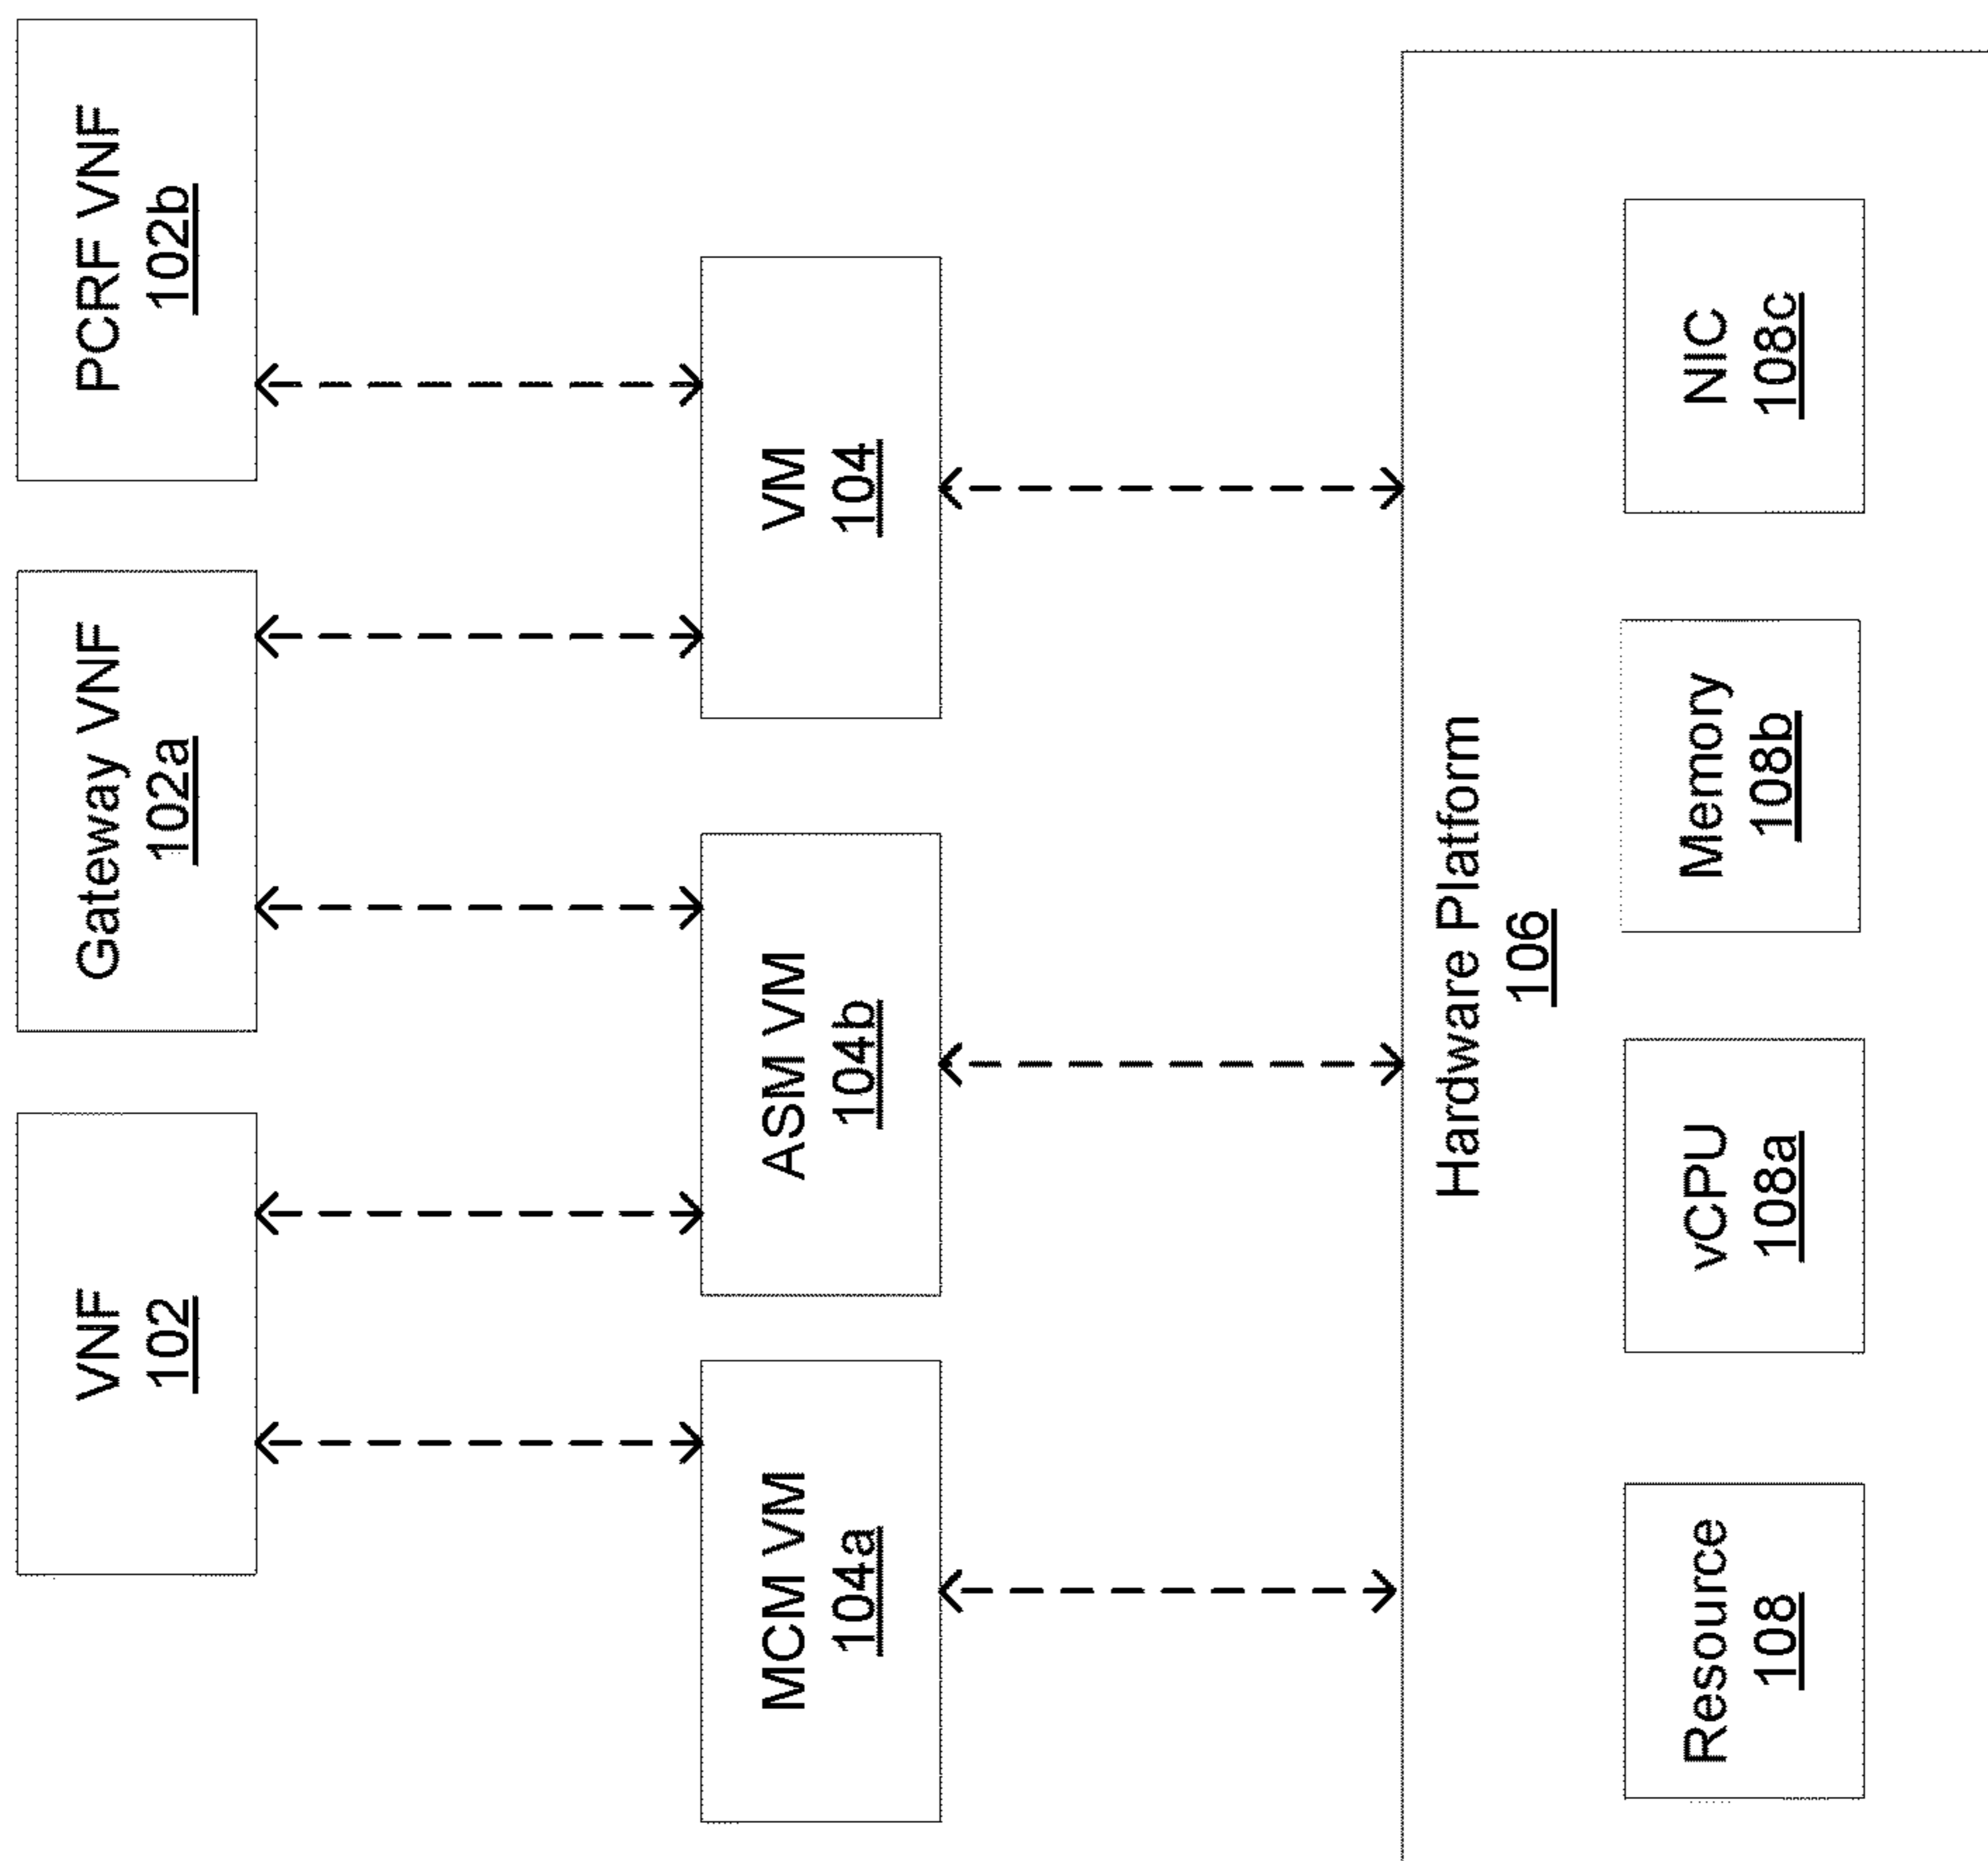 VNF
102
Gateway VNF
102a
PCRF VNF
102b
MCM VM
104a
ASM VM
104b
VM
104
Hardware Platform
106
Resource
108
vCPU
108a
Memory
108b
NIC
108c